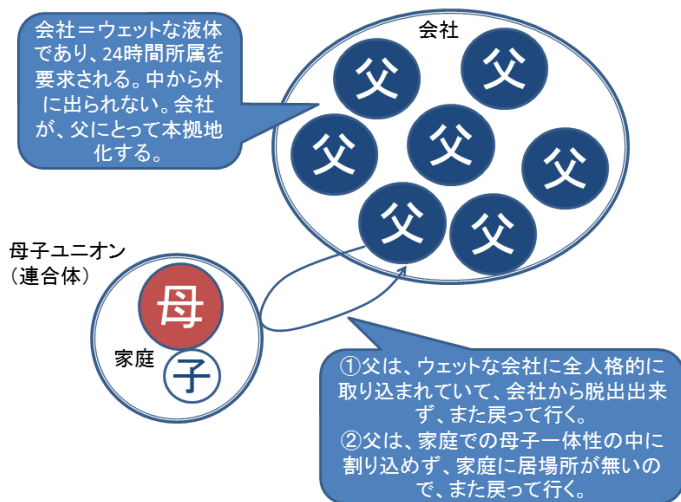 会社＝ウェットな液体
であり、24時間所属を
要求される。中から外
に出られない。会社
が、父にとって本拠地
化する。
会社
父
父
父
父
父
父
父
母子ユニオン
（連合体）
母
家庭
子
①父は、ウェットな会社に全人格的に
取り込まれていて、会社から脱出出来
ず、また戻って行く。
②父は、家庭での母子一体性の中に
割り込めず、家庭に居場所が無いの
で、また戻って行く。